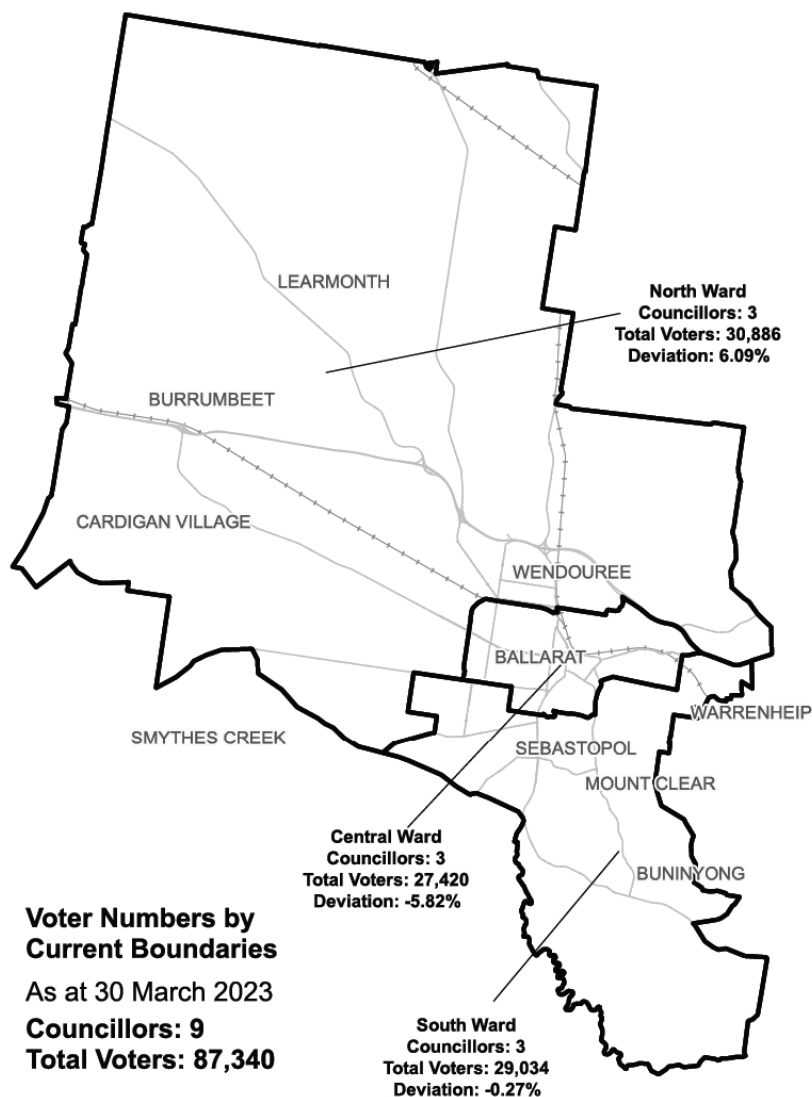 LEARMONTH
North Ward
Councillors: 3
Total Voters: 30,886
Deviation: 6.09%
BURRUMBEET
CARDIGAN VILLAGE
WENDOUREE
BALLARAT
WARRENHEIP
SMYTHES CREEK
SEBASTOPOL
MOUNT CLEAR
Central Ward
Councillors: 3
Total Voters: 27,420
Deviation: -5.82%
BUNINYONG
Voter Numbers by
Current Boundaries
As at 30 March 2023
Councillors: 9
Total Voters: 87,340
South Ward
Councillors: 3
Total Voters: 29,034
Deviation: -0.27%